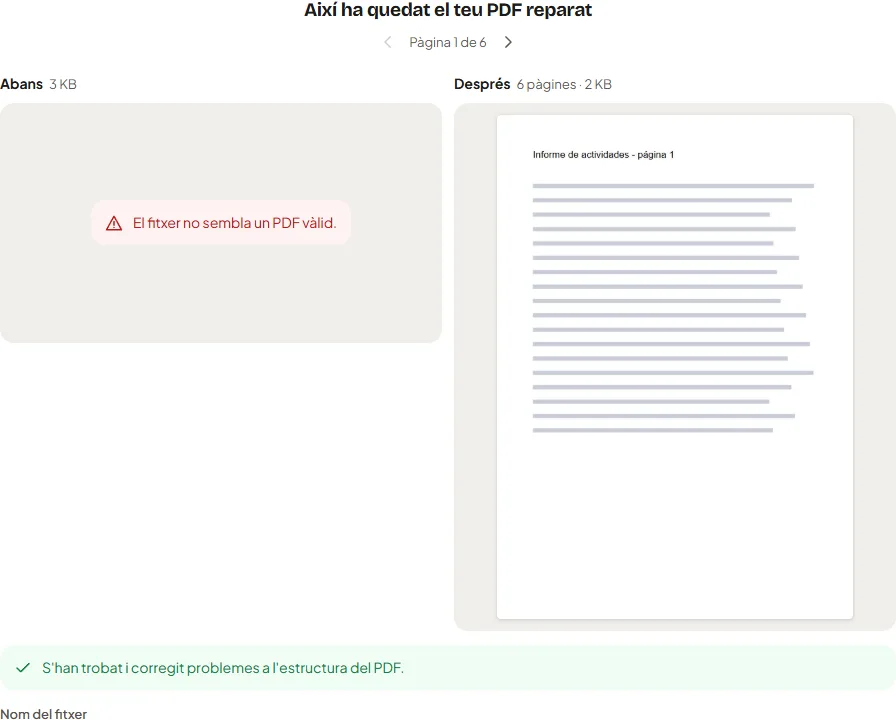 Així ha quedat el teu PDF reparat
Pàgina 1 de 6
Abans 3 KB
Després 6 pàgines · 2 KB
El fitxer no sembla un PDF vàlid.
Informe de actividades - página 1
S'han trobat i corregit problemes a l'estructura del PDF.
Nom del fitxer